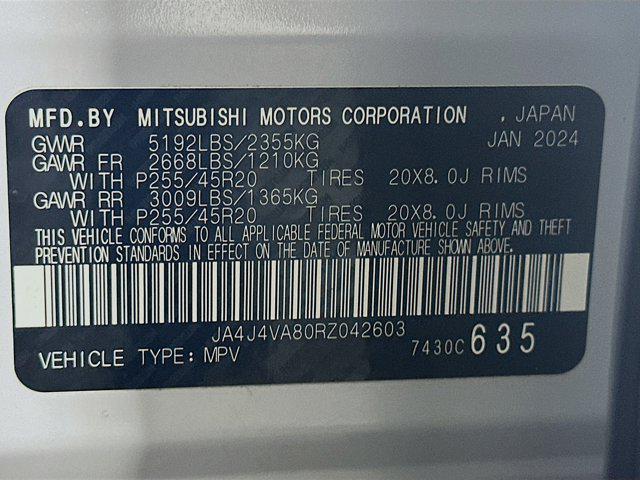 MFD.BY MITSUBISHI MOTORS CORPORATION , JAPAN
GVWR 5192LBS/2355KG JAN 2024
GAWR FR 2668LBS/1210KG
WITH P255/45R20 TIRES 20X8.0J RIMS
GAWR RR 3009LBS/1365KG
WITH P255/45R20 TIRES 20X8.0J RIMS
THIS VEHICLE CONFORMS TO ALL APPLICABLE FEDERAL MOTOR VEHICLE SAFETY AND THEFT
PREVENTION STANDARDS IN EFFECT ON THE DATE OF MANUFACTURE SHOWN ABOVE.
JA4J4VA80RZ042603
VEHICLE TYPE: MPV 7430C 635